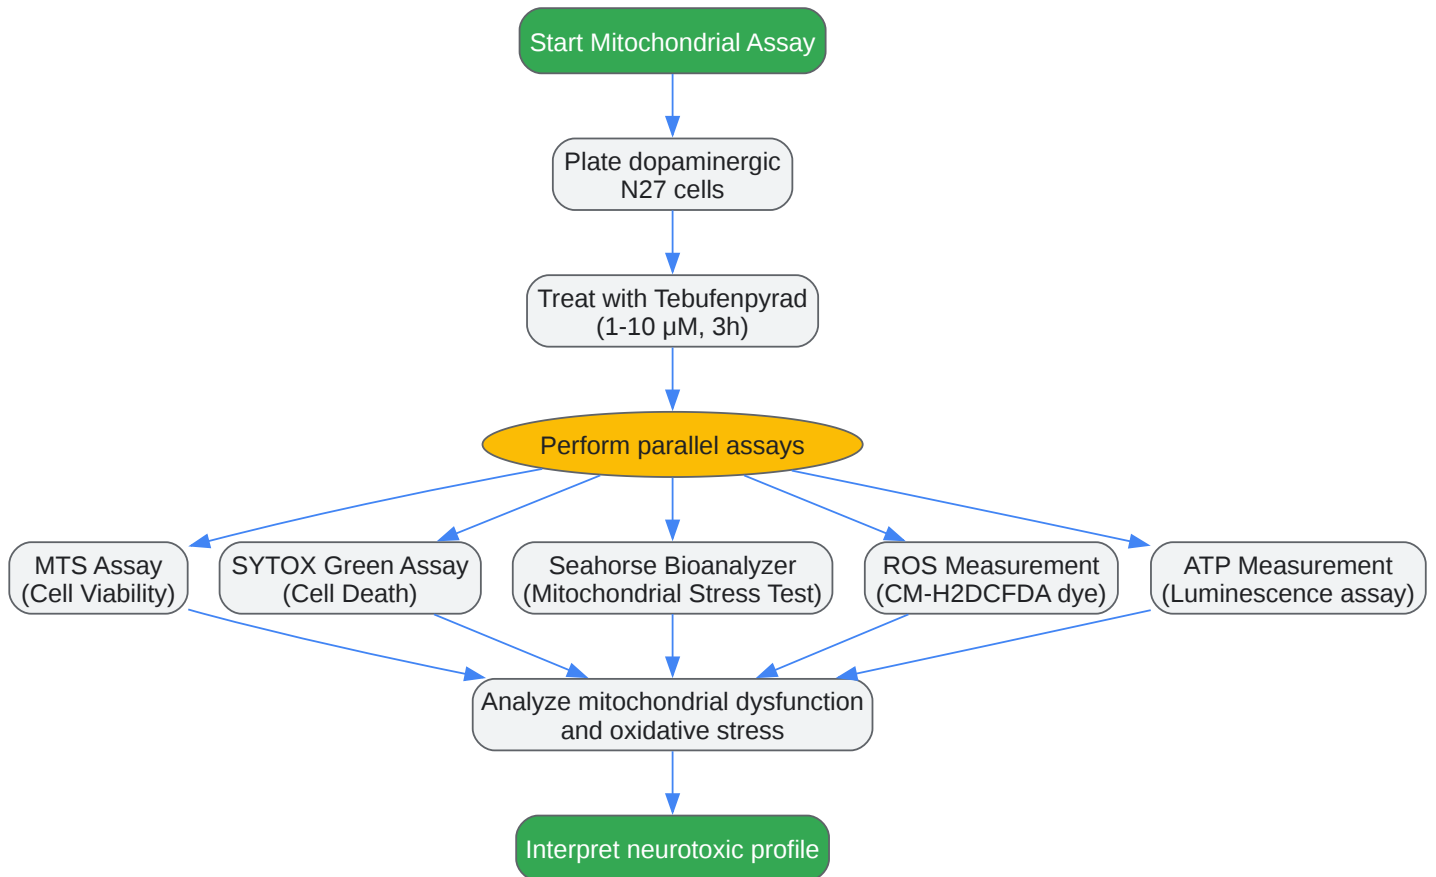 Start Mitochondrial Assay
Plate dopaminergic
N27 cells
Treat with Tebufenpyrad
(1-10 μM, 3h)
Perform parallel assays
MTS Assay
(Cell Viability)
SYTOX Green Assay
(Cell Death)
Seahorse Bioanalyzer
(Mitochondrial Stress Test)
ROS Measurement
(CM-H2DCFDA dye)
ATP Measurement
(Luminescence assay)
Analyze mitochondrial dysfunction
and oxidative stress
Interpret neurotoxic profile